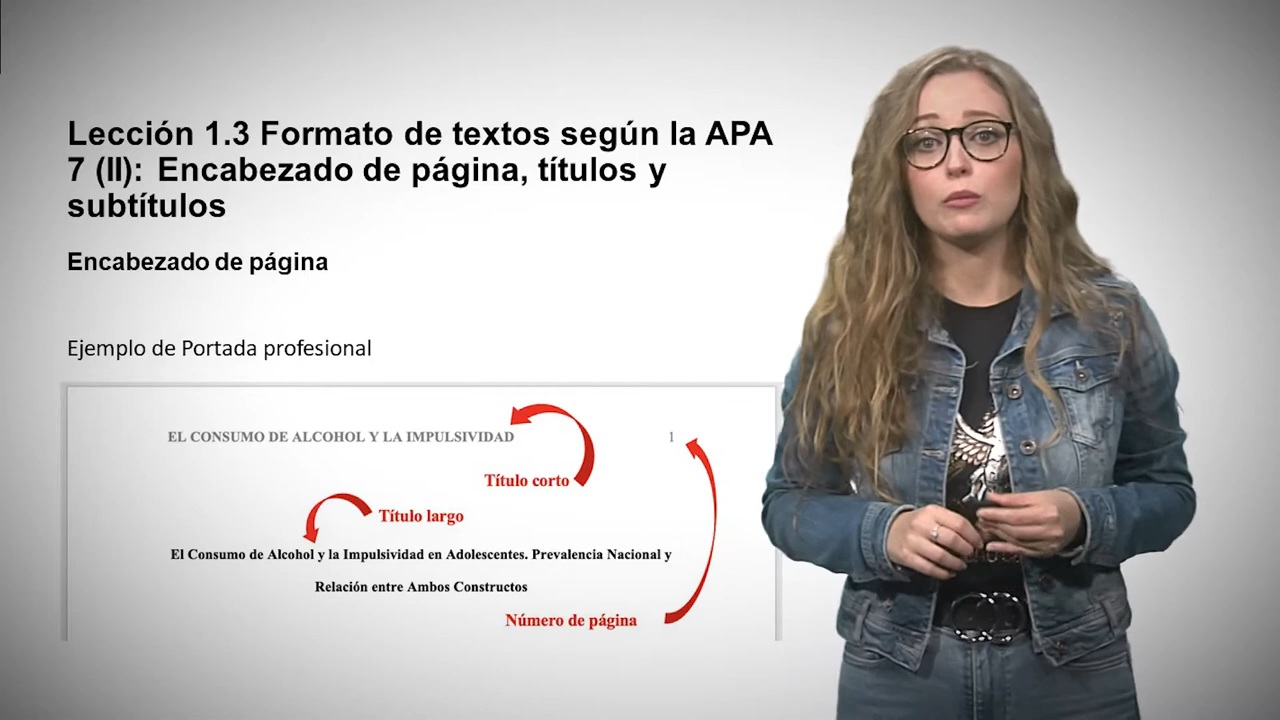 Lección 1.3 Formato de textos según la APA
7 (II): Encabezado de página, títulos y
subtítulos
Encabezado de página
Ejemplo de Portada profesional
EL CONSUMO DE ALCOHOL Y LA IMPULSIVIDAD 1
Título corto
Título largo
El Consumo de Alcohol y la Impulsividad en Adolescentes. Prevalencia Nacional y
Relación entre Ambos Constructos
Número de página